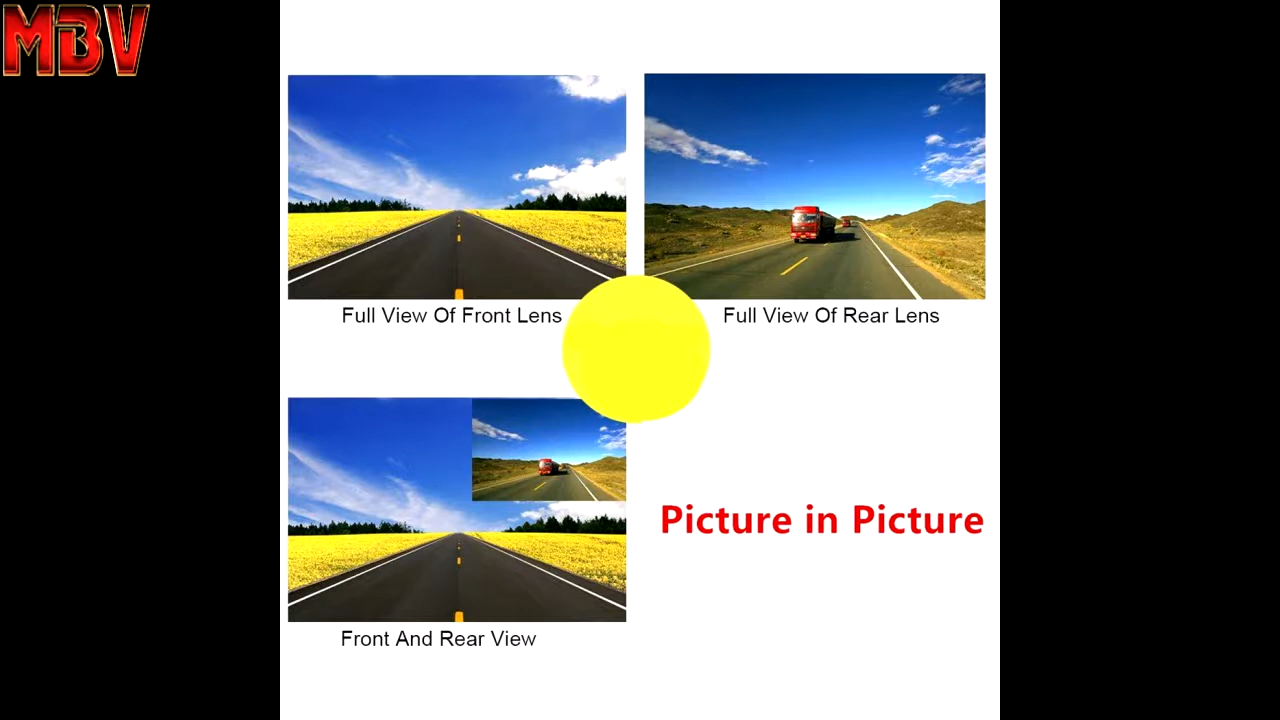 MBV
Full View Of Front Lens
Full View Of Rear Lens
Picture in Picture
Front And Rear View